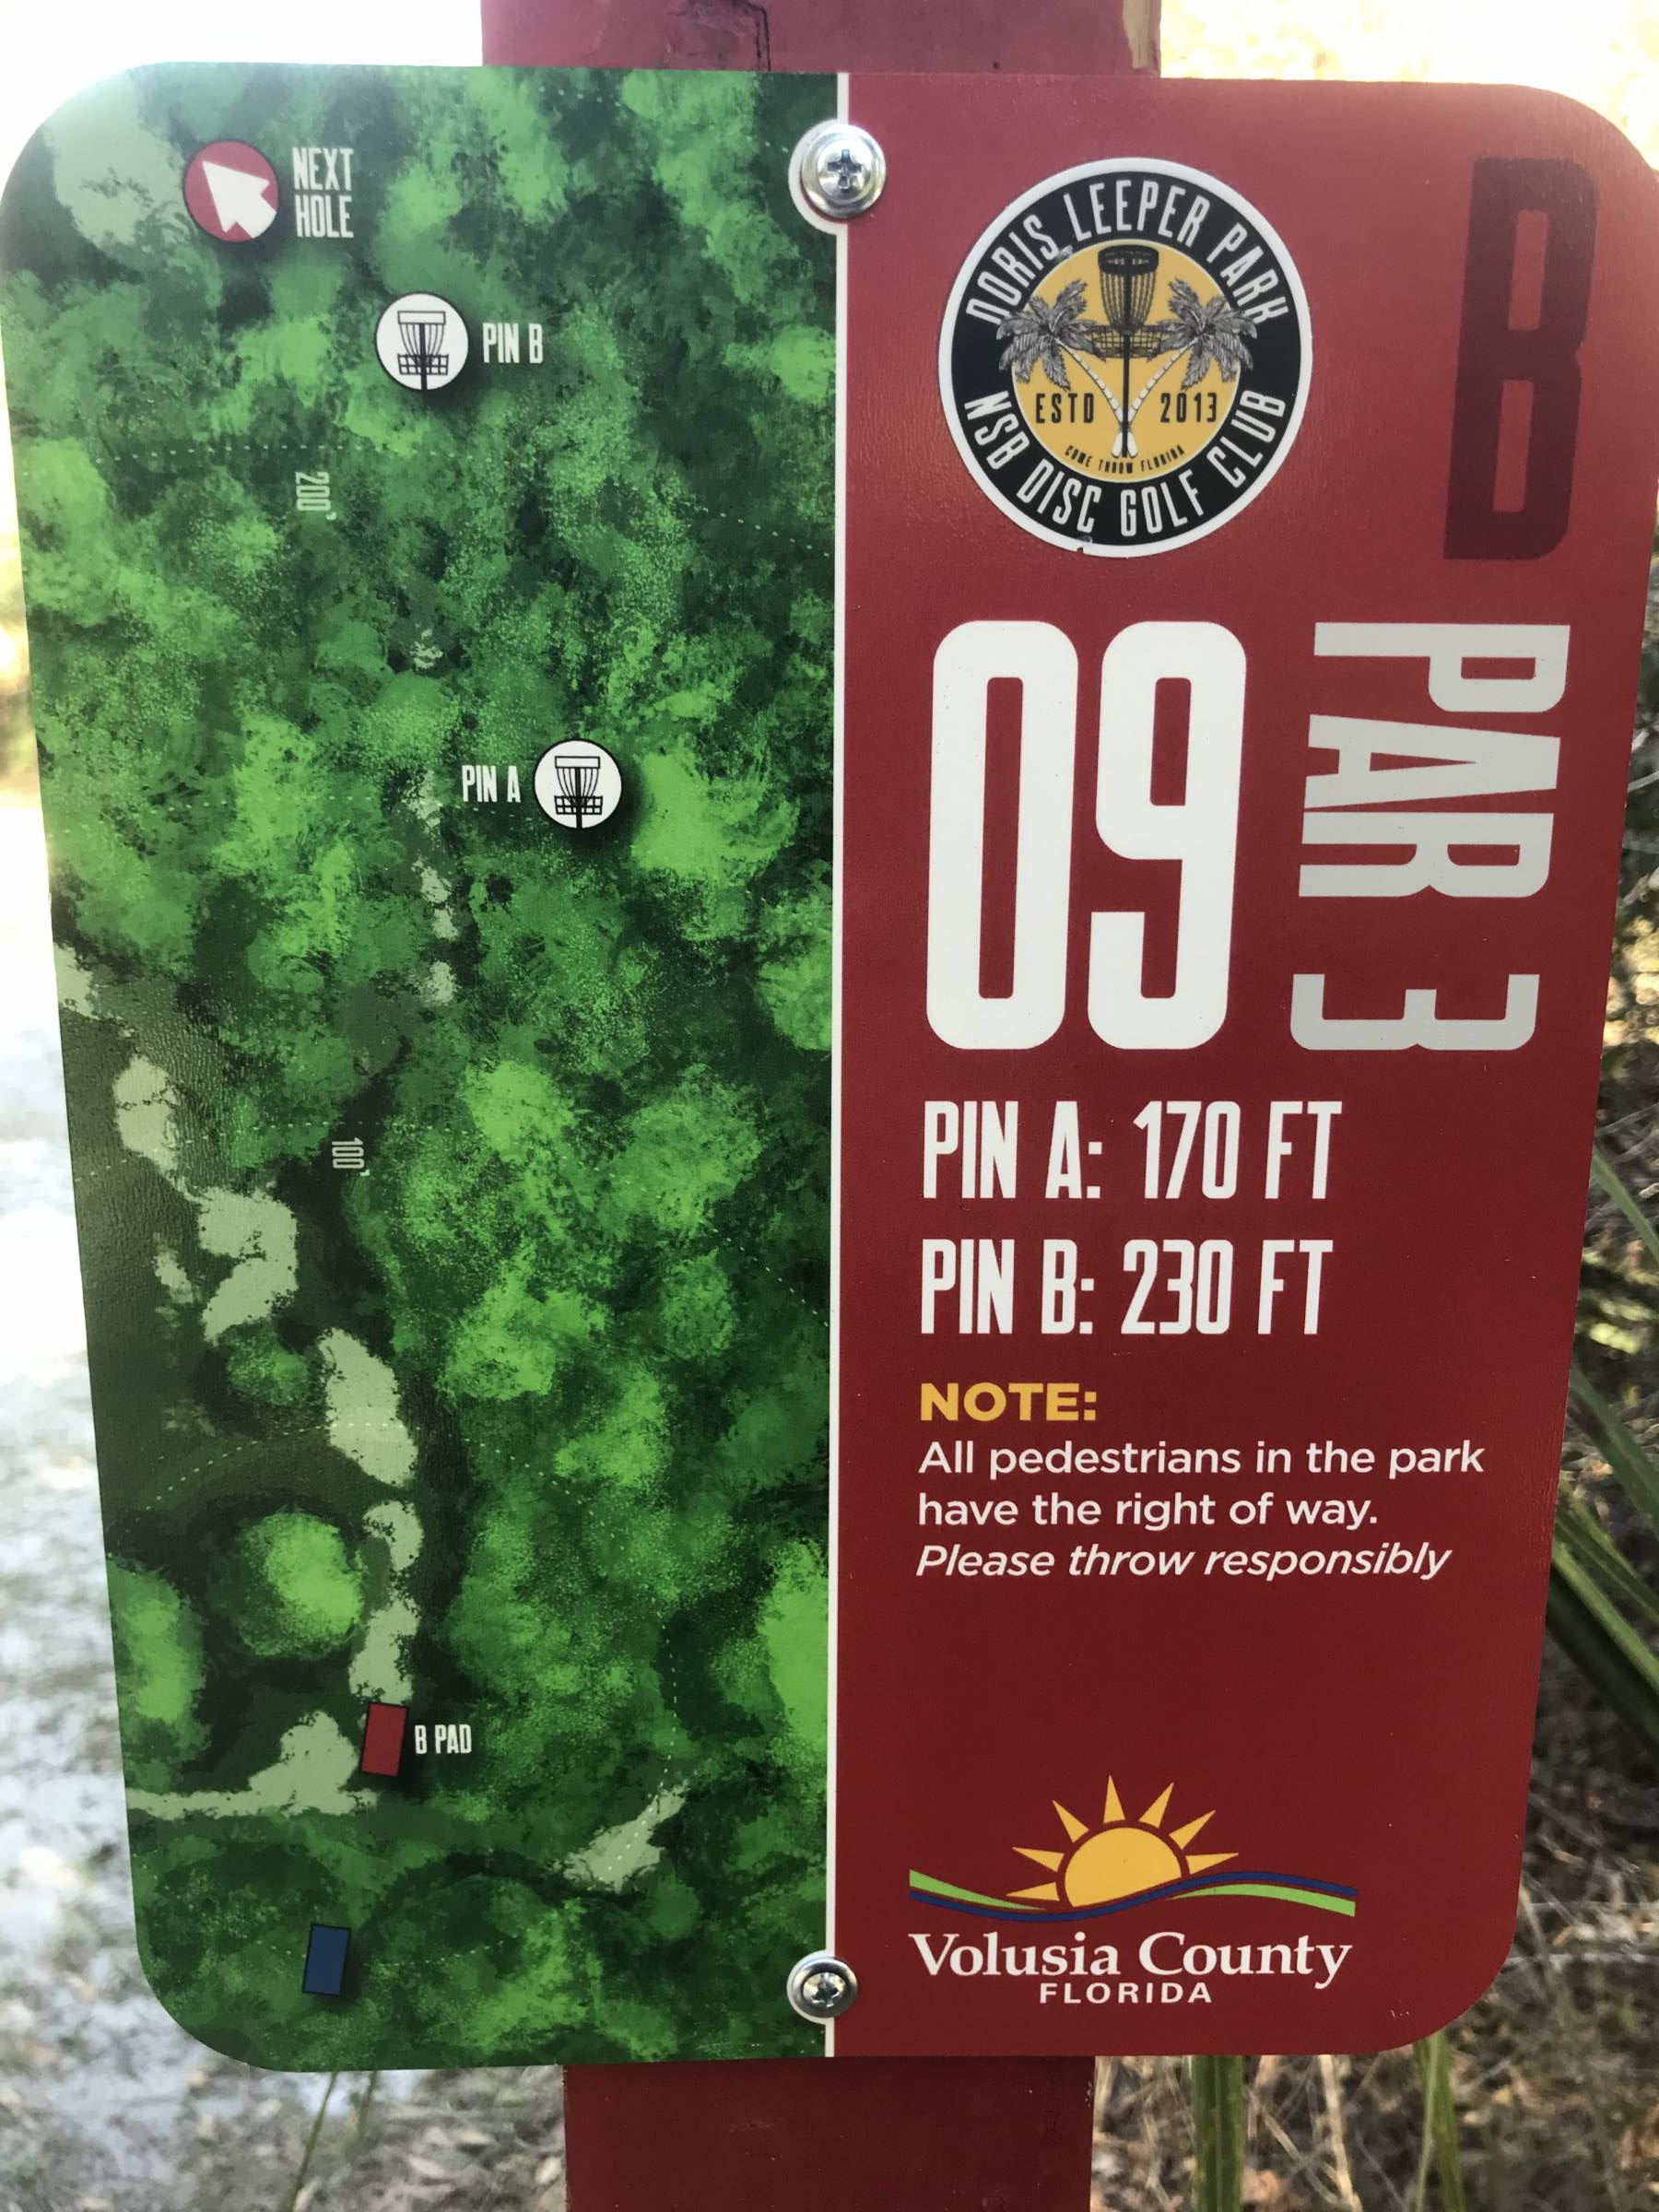 NEXT
HOLE
PIN B
200'
PIN A
100'
B PAD
DORIS LEEPER PARK
ESTD 2013
COME THROW FLORIDA
NSB DISC GOLF CLUB
B
09
PAR 3
PIN A: 170 FT
PIN B: 230 FT
NOTE:
All pedestrians in the park
have the right of way.
Please throw responsibly
Volusia County
FLORIDA